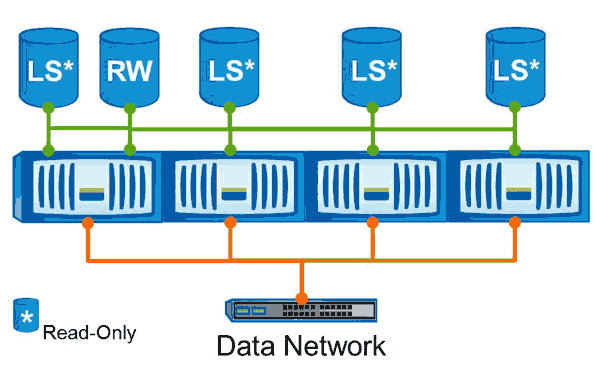 LS* RW LS* LS* LS*
* Read-Only
Data Network